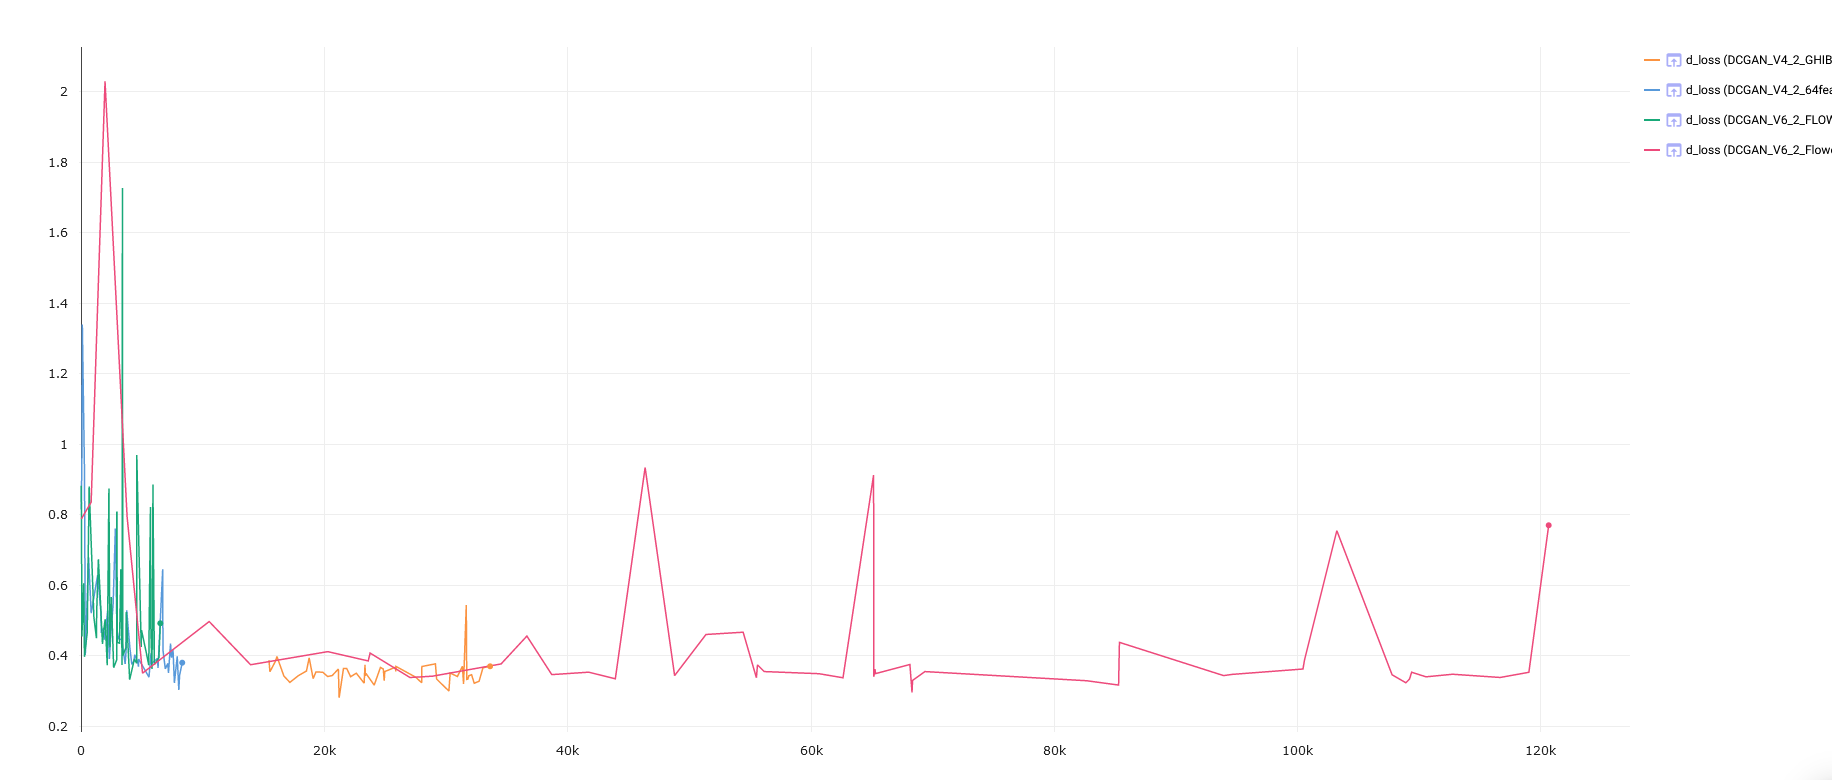 2
1.8
1.6
1.4
1.2
1
0.8
0.6
0.4
0.2
0 20k 40k 60k 80k 100k 120k
d_loss (DCGAN_V4_2_GHIB
d_loss (DCGAN_V4_2_64fea
d_loss (DCGAN_V6_2_FLOW
d_loss (DCGAN_V6_2_Flowe